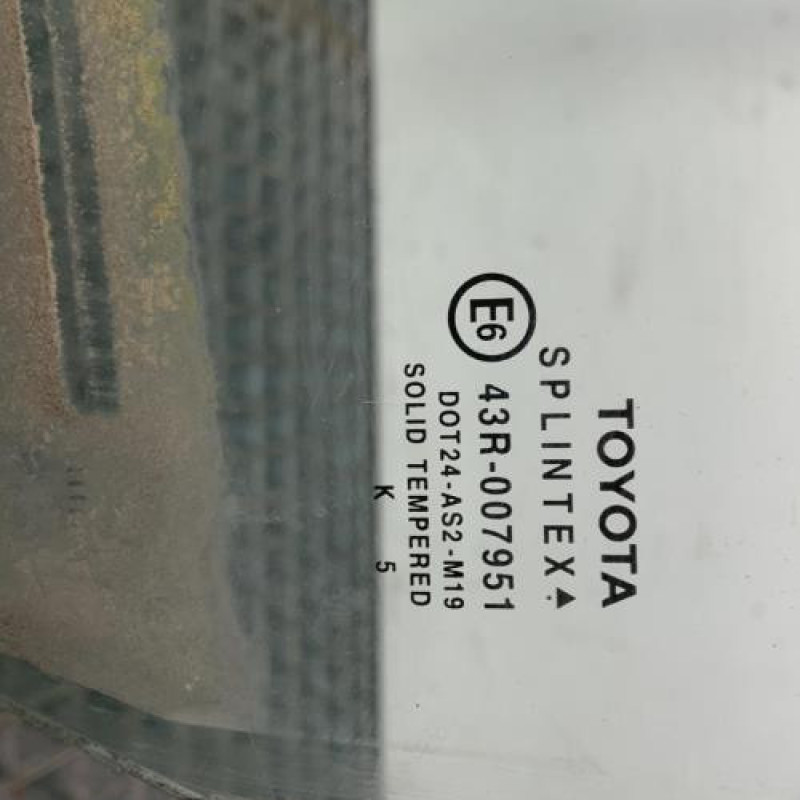 TOYOTA
SPLINTEX
E6 43R-007951
DOT24-AS2-M19
SOLID TEMPERED
K 5